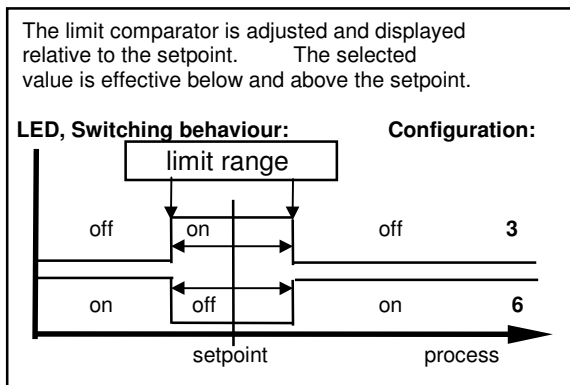 The limit comparator is adjusted and displayed
relative to the setpoint. The selected
value is effective below and above the setpoint.
LED, Switching behaviour: Configuration:
limit range
off on off 3
on off on 6
setpoint process